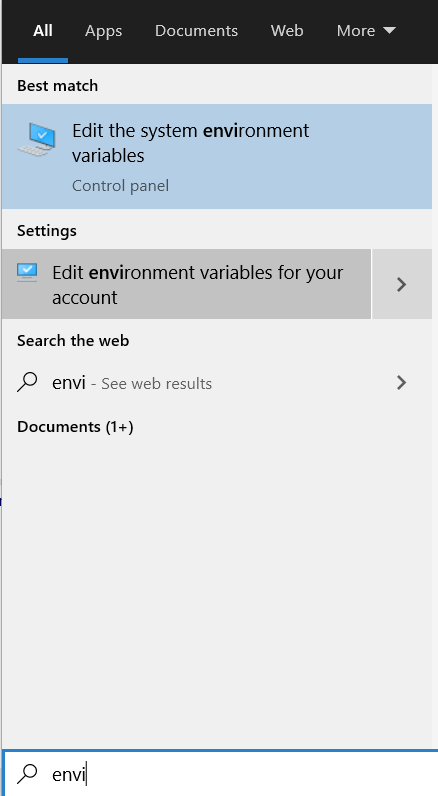 All Apps Documents Web More
Best match
Edit the system environment
variables
Control panel
Settings
Edit environment variables for your
account
Search the web
envi - See web results
Documents (1+)
envi